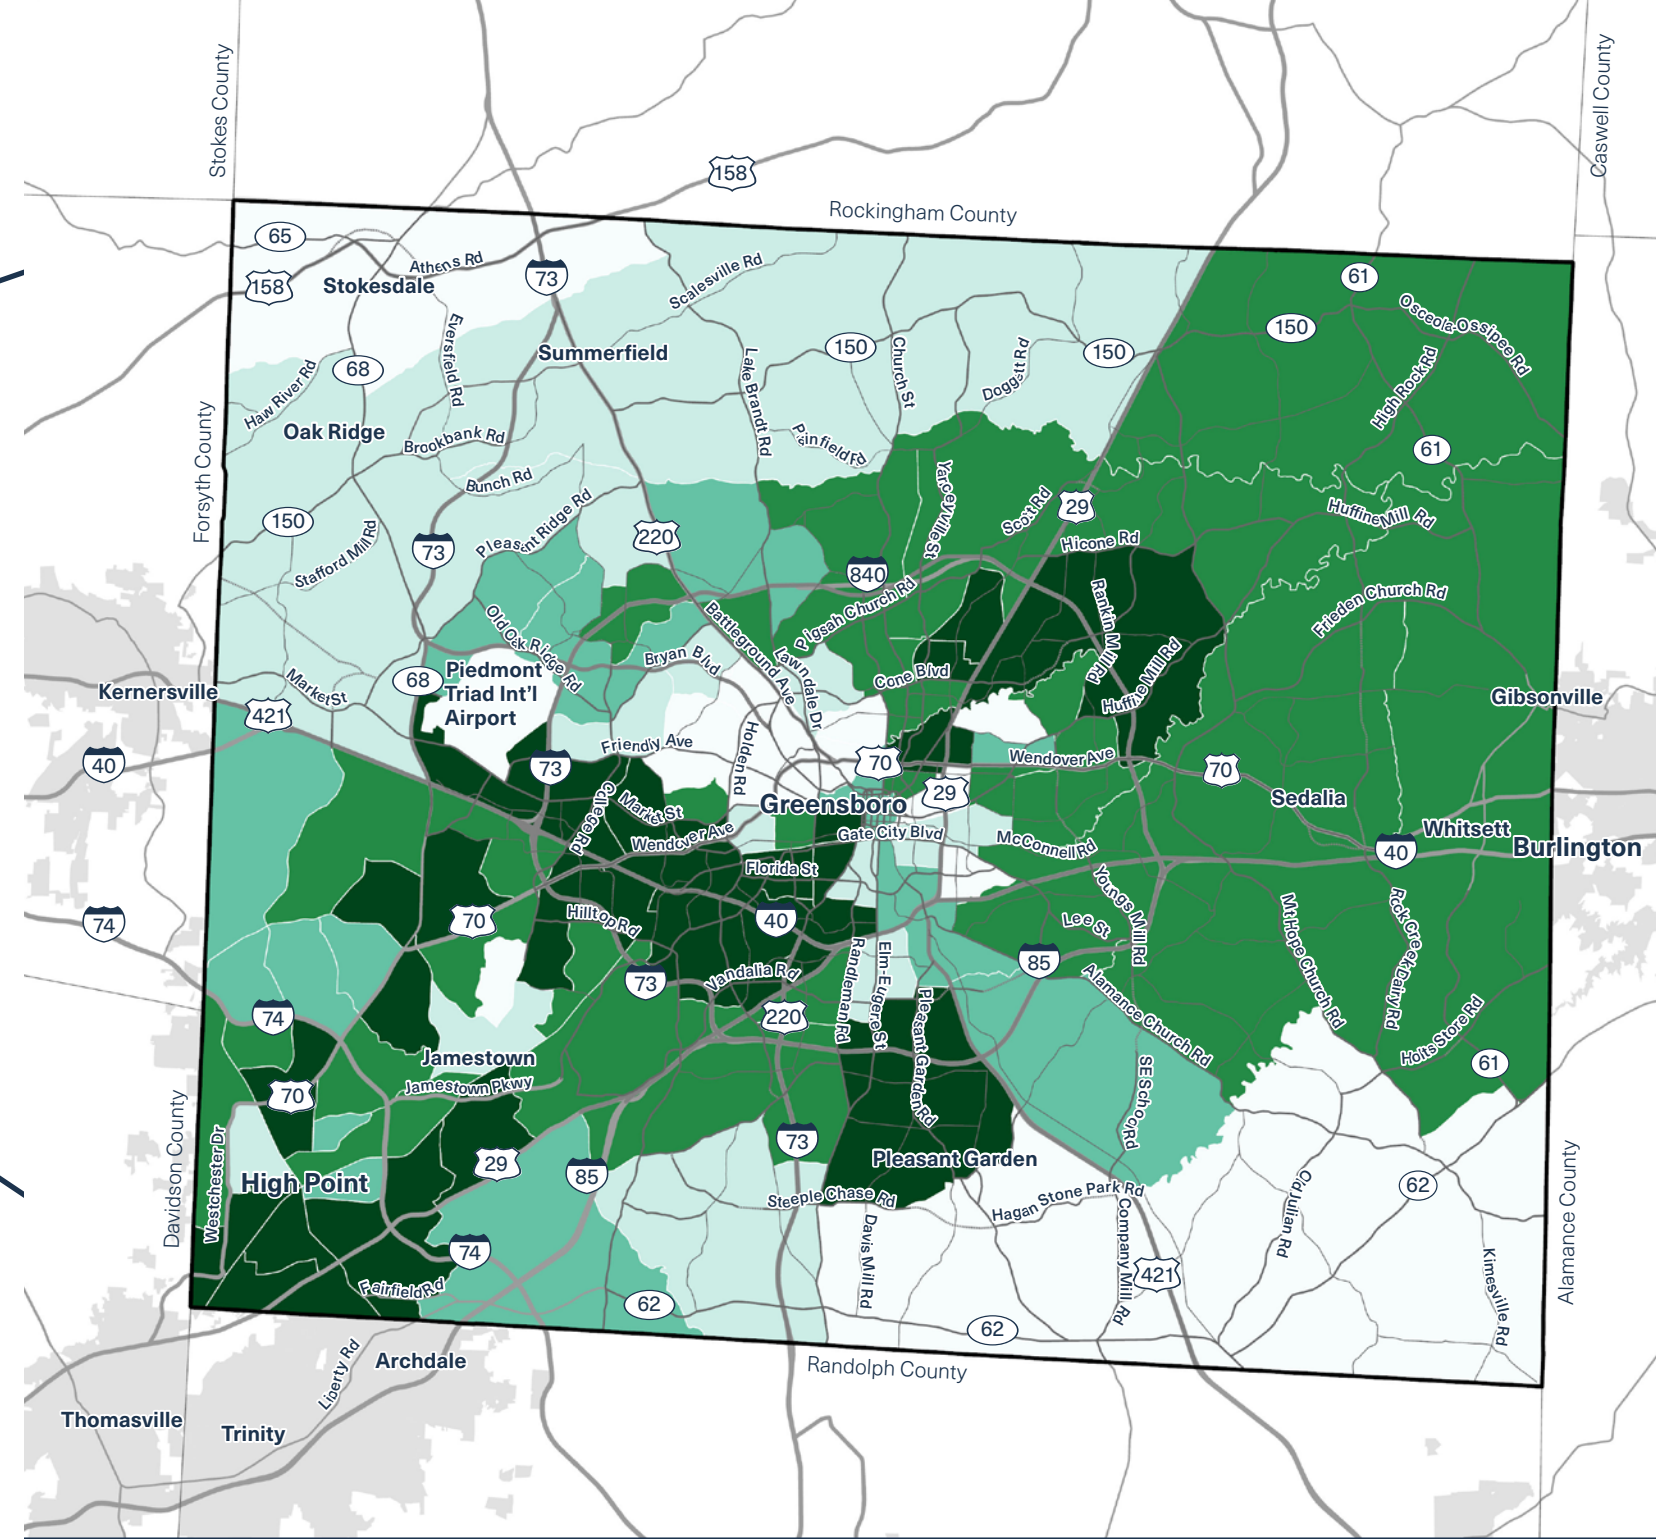 Stokes County
Caswell County
158
Rockingham County
65
Athens Rd
158
Stokesdale
73
Scalesville Rd
61
Osceola-Ossipee Rd
150
Eversfield Rd
Summerfield
150
Church St
Doggett Rd
150
High Rock Rd
Haw River Rd
68
Lake Brandt Rd
Oak Ridge
Brookbank Rd
61
Forsyth County
Bunch Rd
Yanceyville St
Scott Rd
29
Huffine Mill Rd
150
Stafford Mill Rd
73
Pleasant Ridge Rd
220
Hicone Rd
840
Pisgah Church Rd
Rankin Mill Rd
Frieden Church Rd
Old Oak Ridge Rd
Battleground Ave
Lawndale Dr
Bryan Blvd
Cone Blvd
Huffine Mill Rd
Kernersville
Market St
68
Piedmont
Triad Int'l
Airport
Gibsonville
421
40
Friendly Ave
Holden Rd
73
70
Wendover Ave
70
29
Sedalia
College Rd
Market St
Greensboro
Whitsett
Wendover Ave
Gate City Blvd
McConnell Rd
40
Burlington
Florida St
Youngs Mill Rd
74
70
Hilltop Rd
40
Lee St
Mt Hope Church Rd
Rock Creek Dairy Rd
73
Vandalia Rd
Randleman Rd
Elm-Eugene St
85
Alamance Church Rd
74
220
Pleasant Garden Rd
Hoits Store Rd
Jamestown
SE School Rd
61
70
Jamestown Pkwy
Davidson County
Westchester Dr
29
85
73
Pleasant Garden
Alamance County
High Point
Steeple Chase Rd
Hagan Stone Park Rd
62
Old Julian Rd
74
Davis Mill Rd
Company Mill Rd
421
Kimesville Rd
Fairfield Rd
62
62
Randolph County
Liberty Rd
Archdale
Thomasville
Trinity